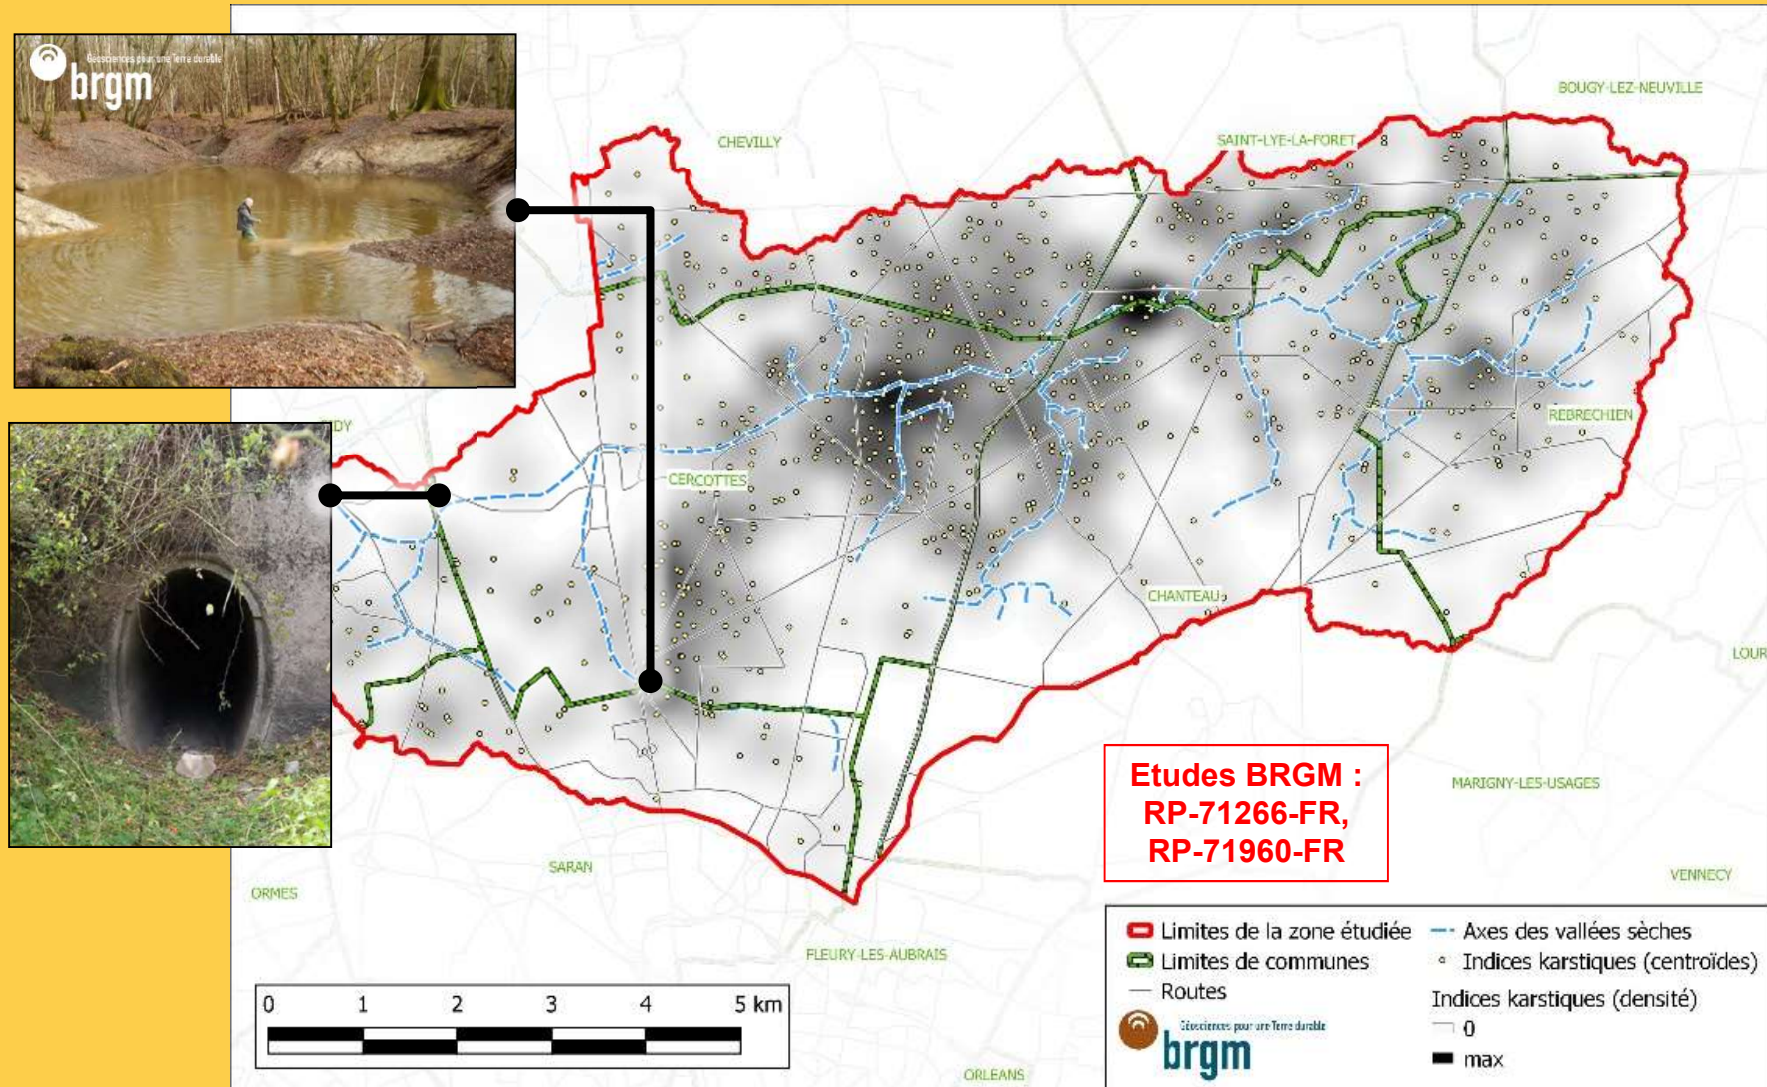 Géosciences pour une Terre durable
brgm
BOUGY-LEZ-NEUVILLE
CHEVILLY
SAINT-LYE-LA-FORET
DY
REBRECHIEN
CERCOTTES
CHANTEAU
LOUR
Etudes BRGM :
RP-71266-FR,
RP-71960-FR
MARIGNY-LES-USAGES
SARAN
VENNECY
ORMES
FLEURY-LES-AUBRAIS
ORLEANS
0 1 2 3 4 5 km
Limites de la zone étudiée
Limites de communes
Routes
Axes des vallées sèches
Indices karstiques (centroïdes)
Indices karstiques (densité)
0
max
Géosciences pour une Terre durable
brgm